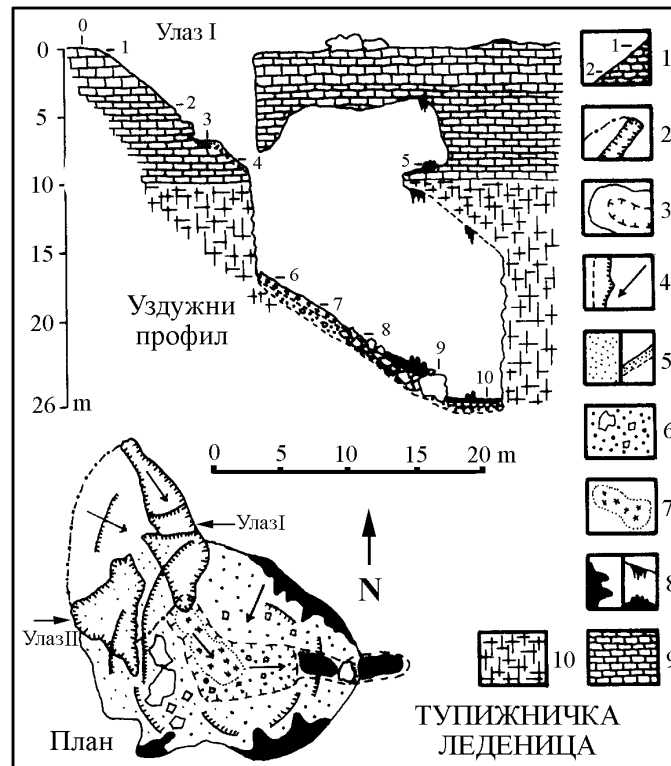 0
Улаз I
0
1
1
1
2
2
2
5
3
4
5
3
10
4
15
6
7
Уздужни
профил
20
8
9
10
5
26
m
6
0 5 10 15 20 m
7
Улаз I
N
8
Улаз II
10
9
План
ТУПИЖНИЧКА
ЛЕДЕНИЦА